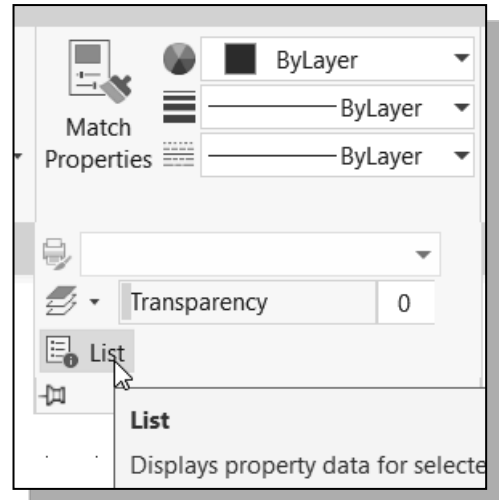 ByLayer
ByLayer
Match
Properties
ByLayer
Transparency 0
List
List
Displays property data for selecte